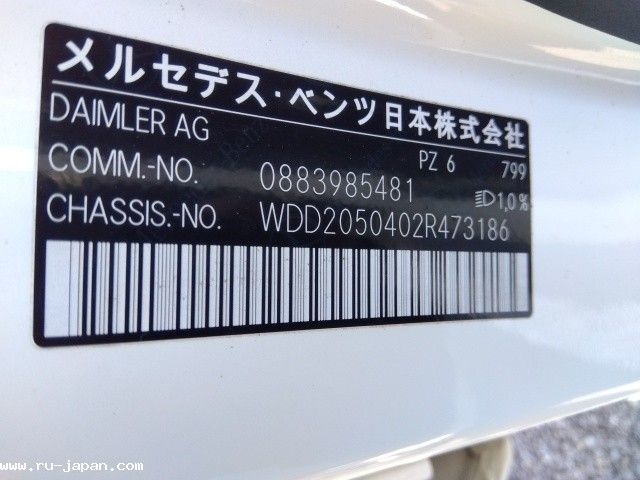 メルセデス・ベンツ日本株式会社
DAIMLER AG
PZ 6 799
COMM.-NO. 0883985481 1,0%
CHASSIS.-NO. WDD2050402R473186
www.ru-japan.com